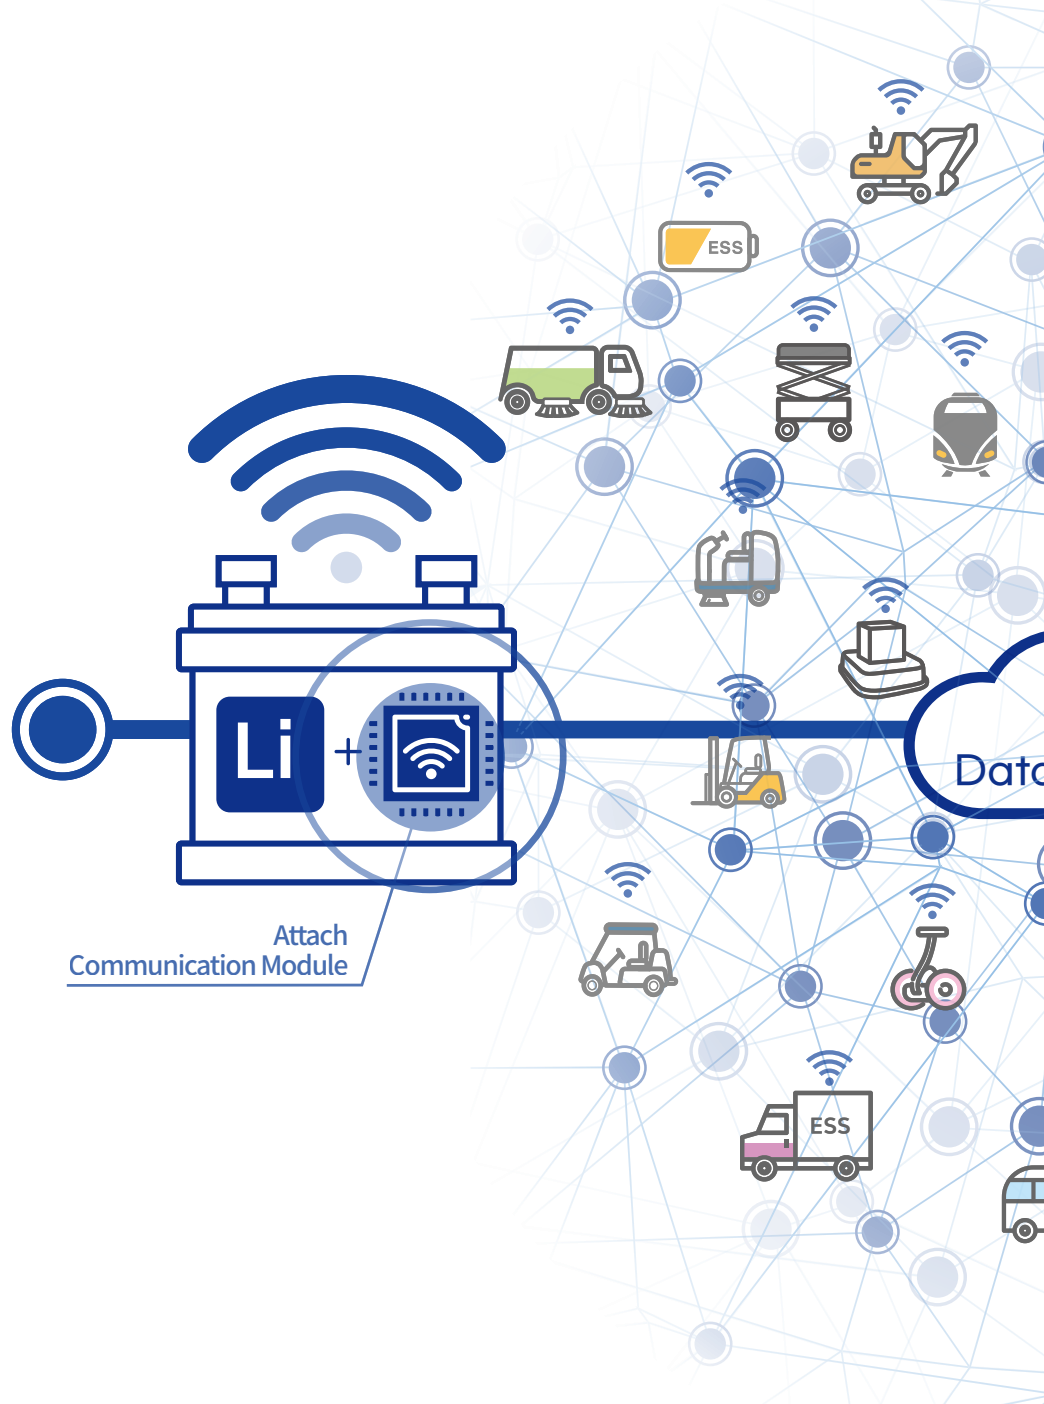 ESS
Li
+
Data
Attach
Communication Module
ESS